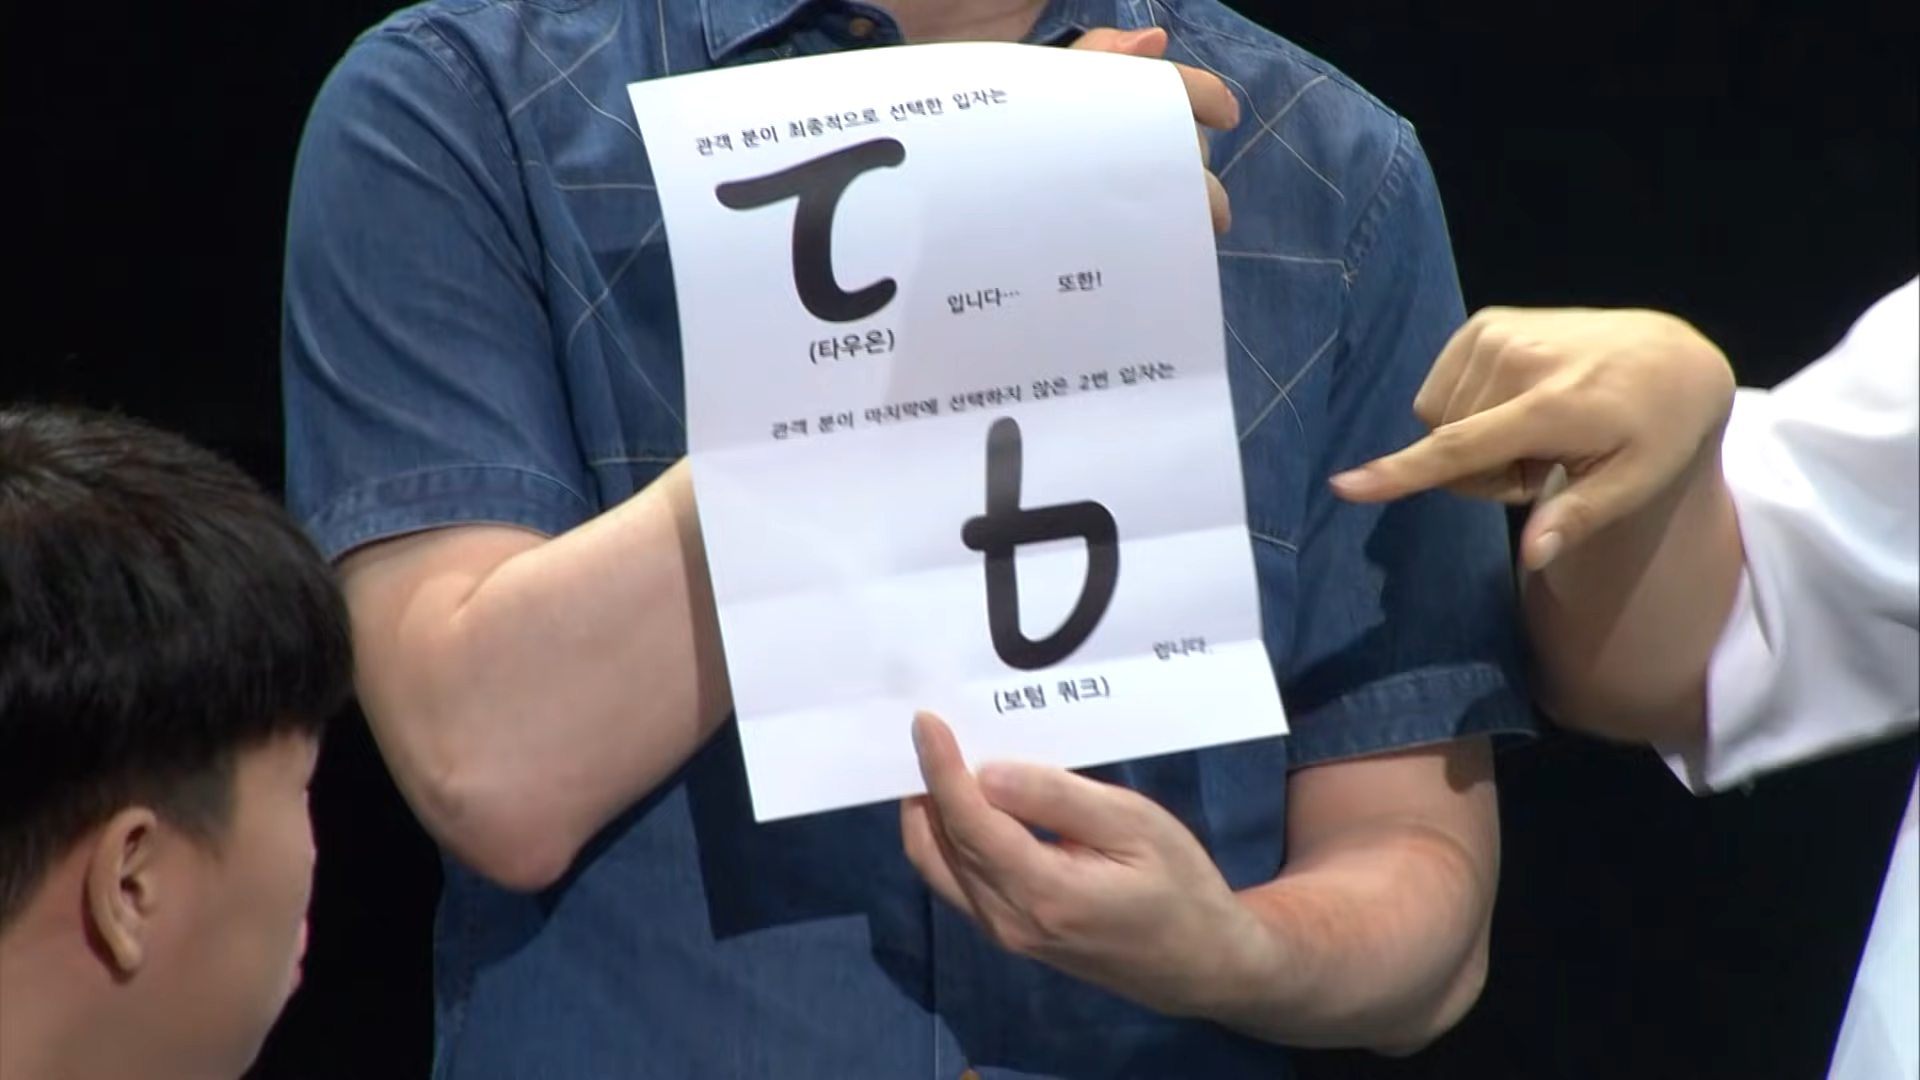 관객 분이 최종적으로 선택한 입자는
τ
입니다… 또한!
(타우온)
관객 분이 마지막에 선택하지 않은 2번 입자는
b
랍니다.
(보텀 쿼크)